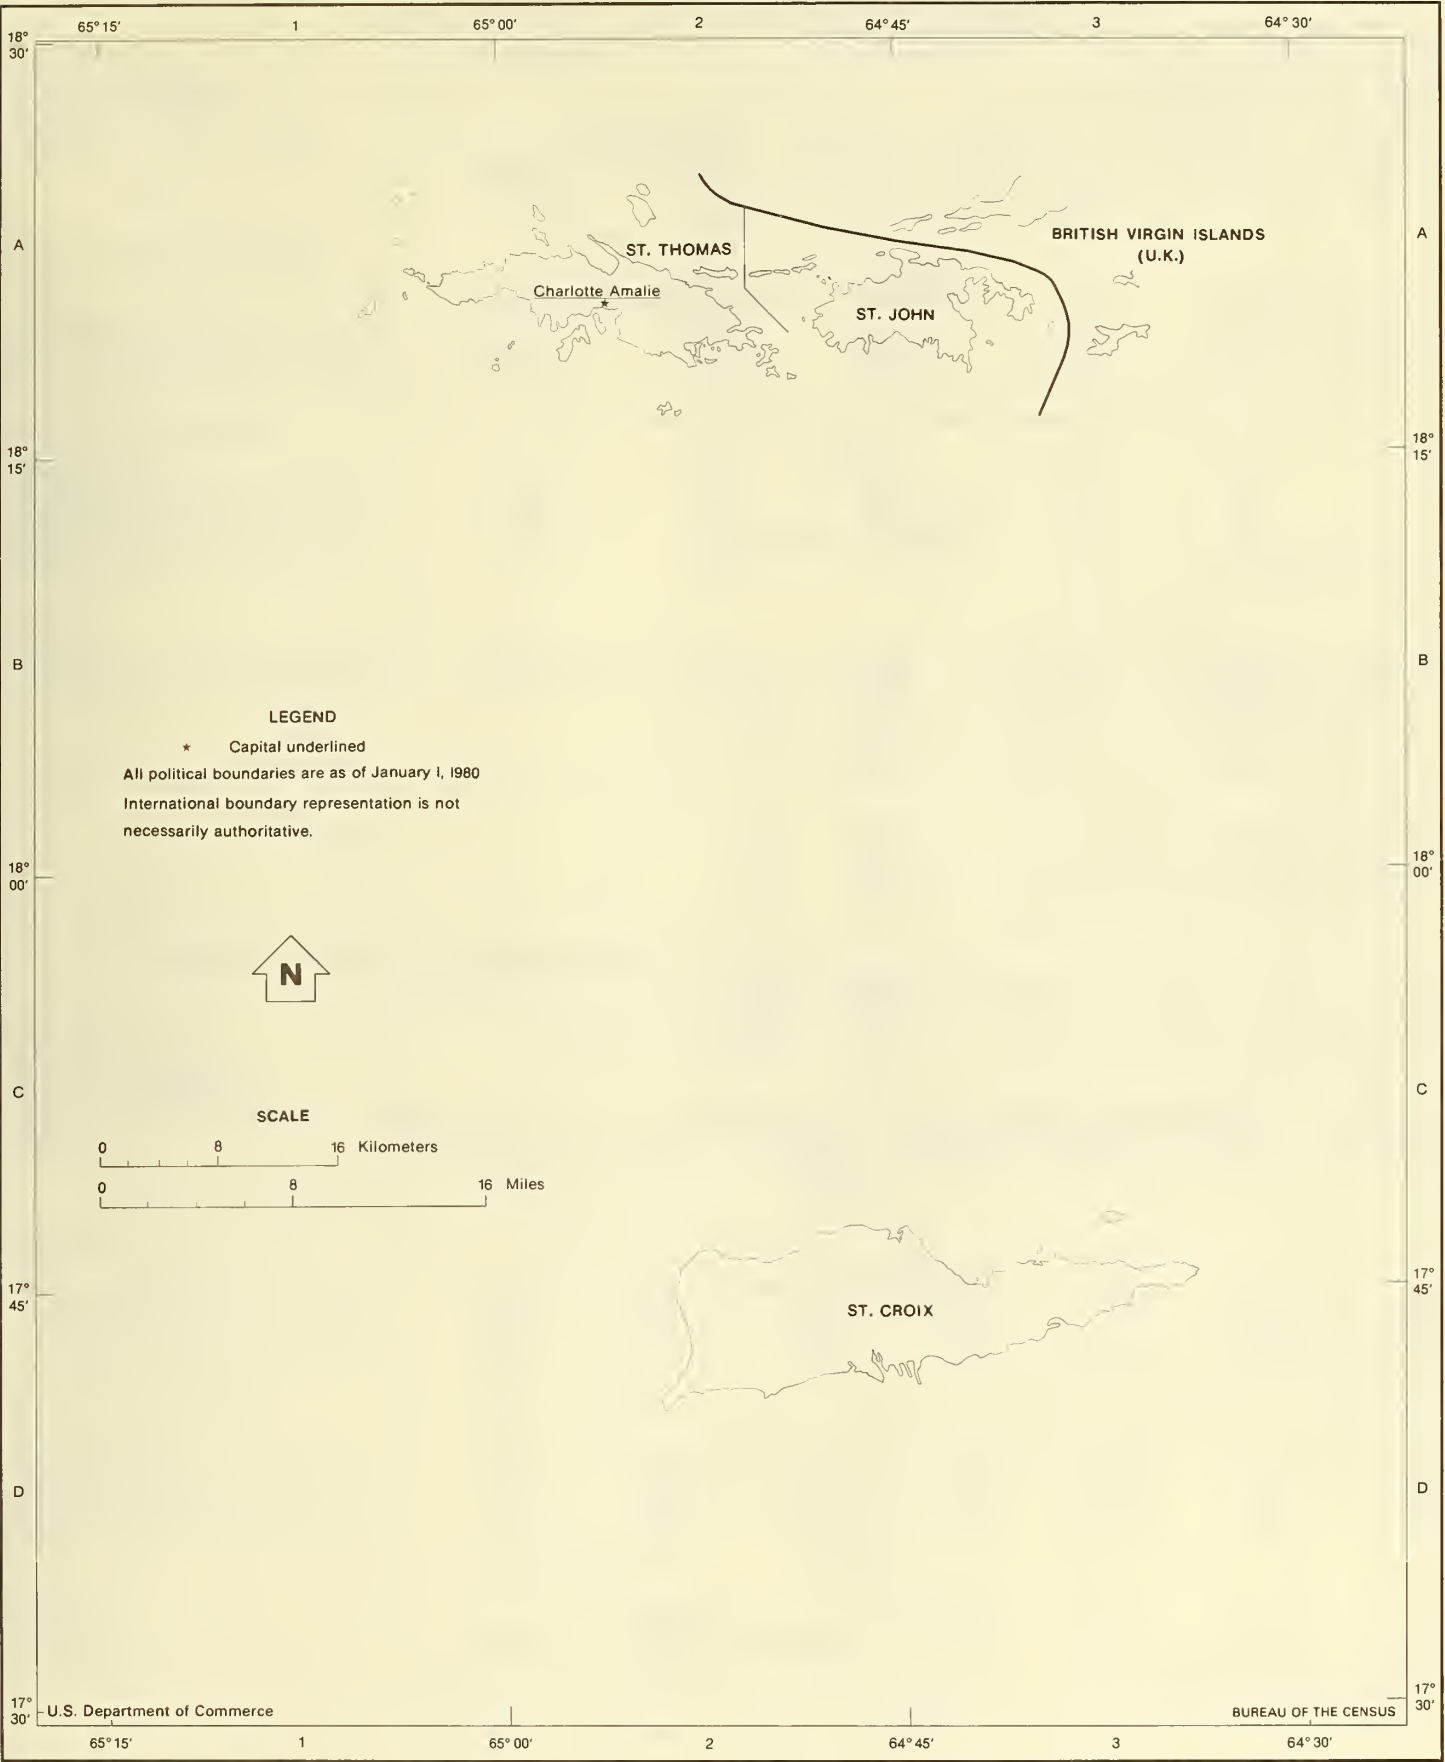 65° 15′ 1 65° 00′ 2 64° 45′ 3 64° 30′
18°
30′
A
ST. THOMAS
BRITISH VIRGIN ISLANDS
(U.K.)
A
Charlotte Amalie
ST. JOHN
18°
15′
18°
15′
B
B
LEGEND
★ Capital underlined
All political boundaries are as of January 1, 1980
International boundary representation is not
necessarily authoritative.
18°
00′
18°
00′
N
C
C
SCALE
0 8 16 Kilometers
0 8 16 Miles
17°
45′
17°
45′
ST. CROIX
D
D
17°
30′
U.S. Department of Commerce
BUREAU OF THE CENSUS
17°
30′
65° 15′ 1 65° 00′ 2 64° 45′ 3 64° 30′